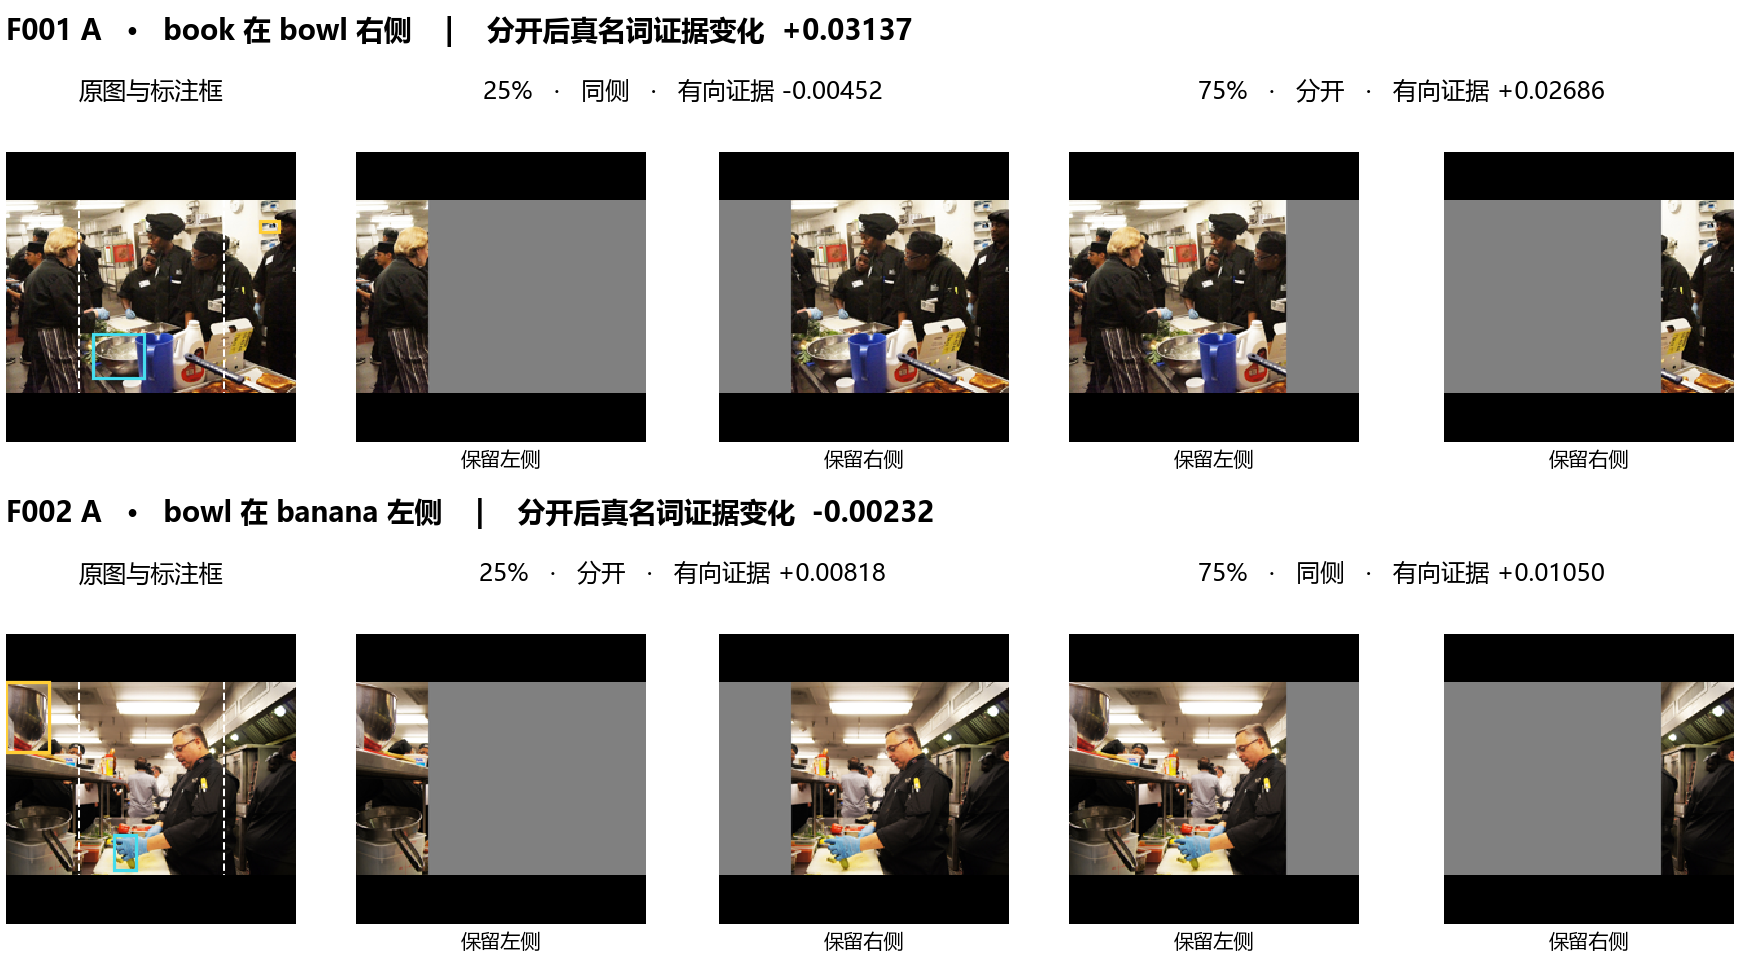 F001 A • book 在 bowl 右侧 | 分开后真名词证据变化 +0.03137
原图与标注框
25% · 同侧 · 有向证据 -0.00452
75% · 分开 · 有向证据 +0.02686
保留左侧
保留右侧
保留左侧
保留右侧
F002 A • bowl 在 banana 左侧 | 分开后真名词证据变化 -0.00232
原图与标注框
25% · 分开 · 有向证据 +0.00818
75% · 同侧 · 有向证据 +0.01050
保留左侧
保留右侧
保留左侧
保留右侧